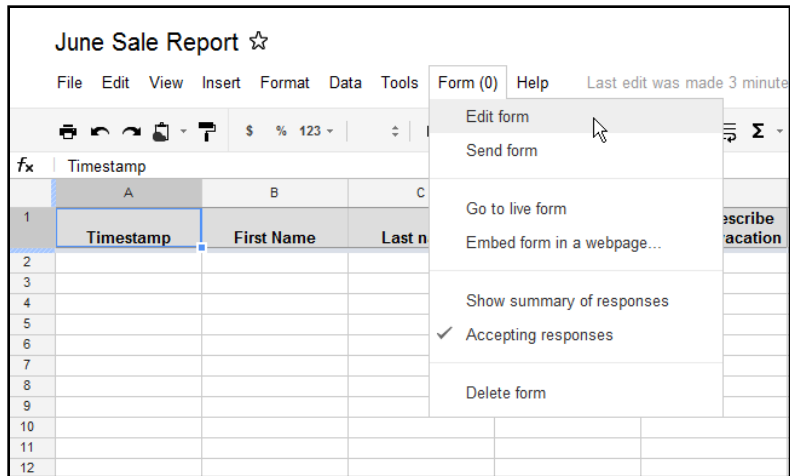 June Sale Report
File Edit View Insert Format Data Tools Form (0) Help Last edit was made 3 minute
$ % 123
fx Timestamp
A B C
1 Timestamp First Name Last n
2
3
4
5
6
7
8
9
10
11
12
Edit form
Send form
Go to live form
Embed form in a webpage...
Show summary of responses
Accepting responses
Delete form